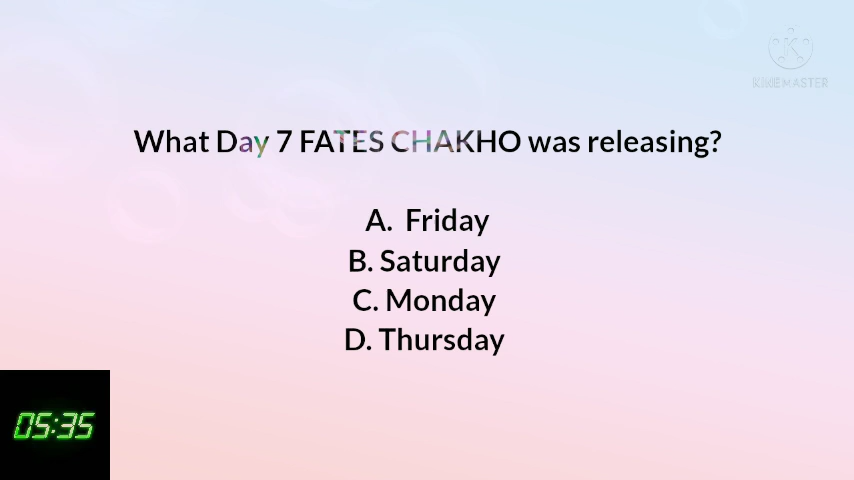 KINEMASTER
What Day 7 FATES CHAKHO was releasing?
A. Friday
B. Saturday
C. Monday
D. Thursday
05:35